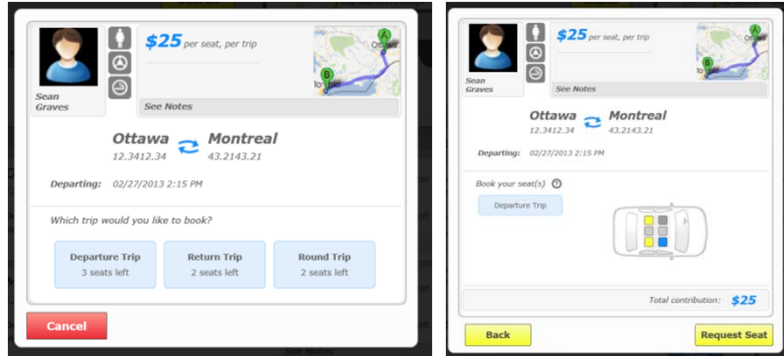 $25 per seat, per trip
A
Ottawa
B
Sean
Graves
See Notes
Ottawa Montreal
12.3412.34 43.2143.21
Departing: 02/27/2013 2:15 PM
Which trip would you like to book?
Departure Trip Return Trip Round Trip
3 seats left 2 seats left 2 seats left
Cancel
See Notes
$25 per seat, per trip
A
B
Sean
Graves
See Notes
Ottawa Montreal
12.3412.34 43.2143.21
Departing: 02/27/2013 2:15 PM
Book your seat(s) ?
Departure Trip
Total contribution: $25
Back Request Seat